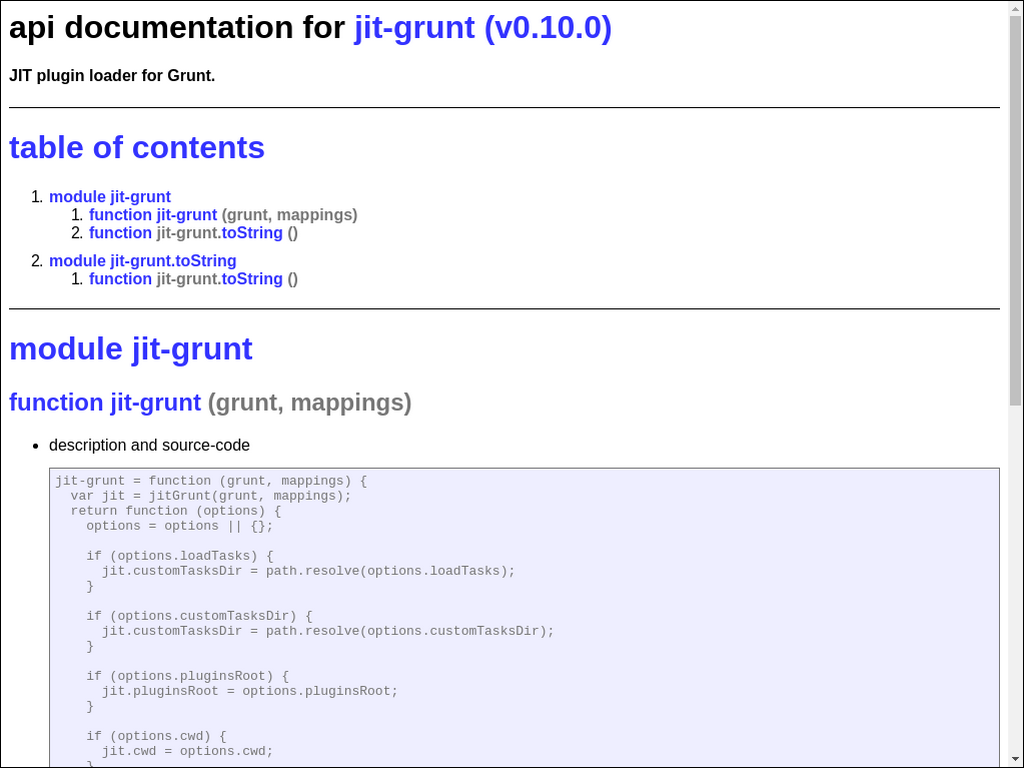 api documentation for jit-grunt (v0.10.0)
JIT plugin loader for Grunt.
table of contents
1. module jit-grunt
1. function jit-grunt (grunt, mappings)
2. function jit-grunt.toString ()
2. module jit-grunt.toString
1. function jit-grunt.toString ()
module jit-grunt
function jit-grunt (grunt, mappings)
• description and source-code
jit-grunt = function (grunt, mappings) {
  var jit = jitGrunt(grunt, mappings);
  return function (options) {
    options = options || {};

    if (options.loadTasks) {
      jit.customTasksDir = path.resolve(options.loadTasks);
    }

    if (options.customTasksDir) {
      jit.customTasksDir = path.resolve(options.customTasksDir);
    }

    if (options.pluginsRoot) {
      jit.pluginsRoot = options.pluginsRoot;
    }

    if (options.cwd) {
      jit.cwd = options.cwd;
    }